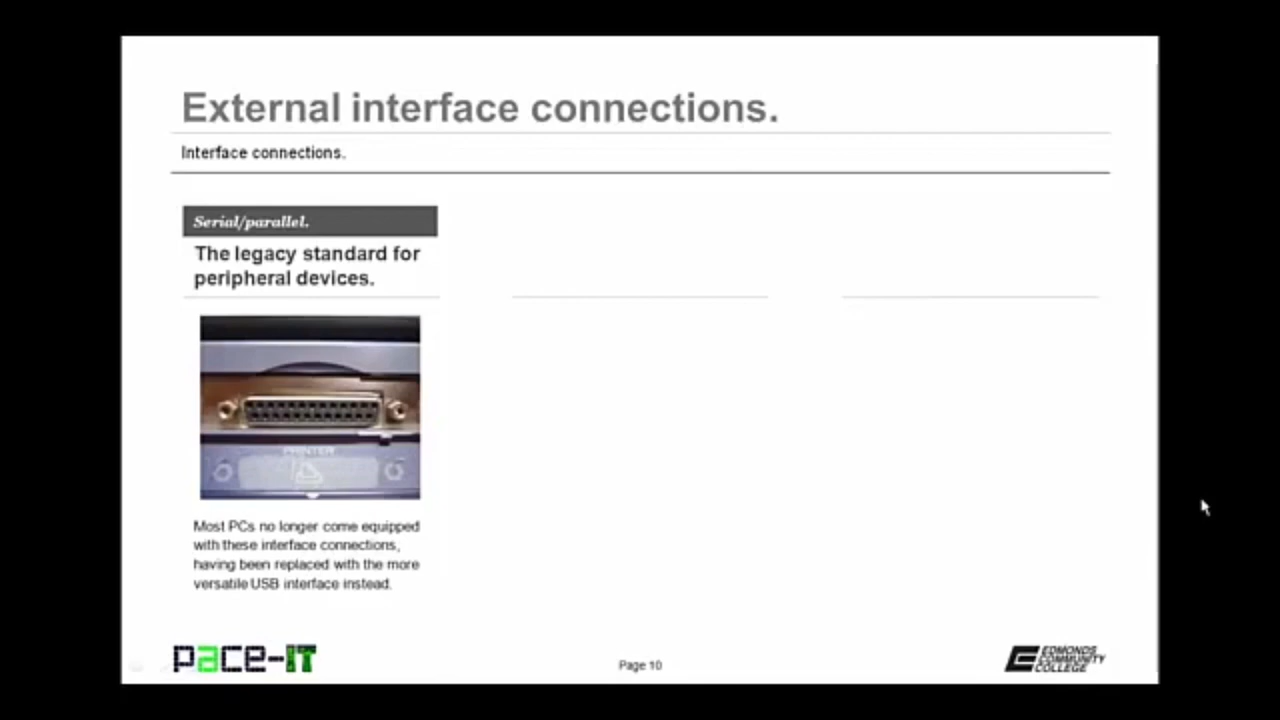 External interface connections.
Interface connections.
Serial/parallel.
The legacy standard for
peripheral devices.
PRINTER
Most PCs no longer come equipped
with these interface connections,
having been replaced with the more
versatile USB interface instead.
pace-IT
Page 10
EDMONDS
COMMUNITY
COLLEGE